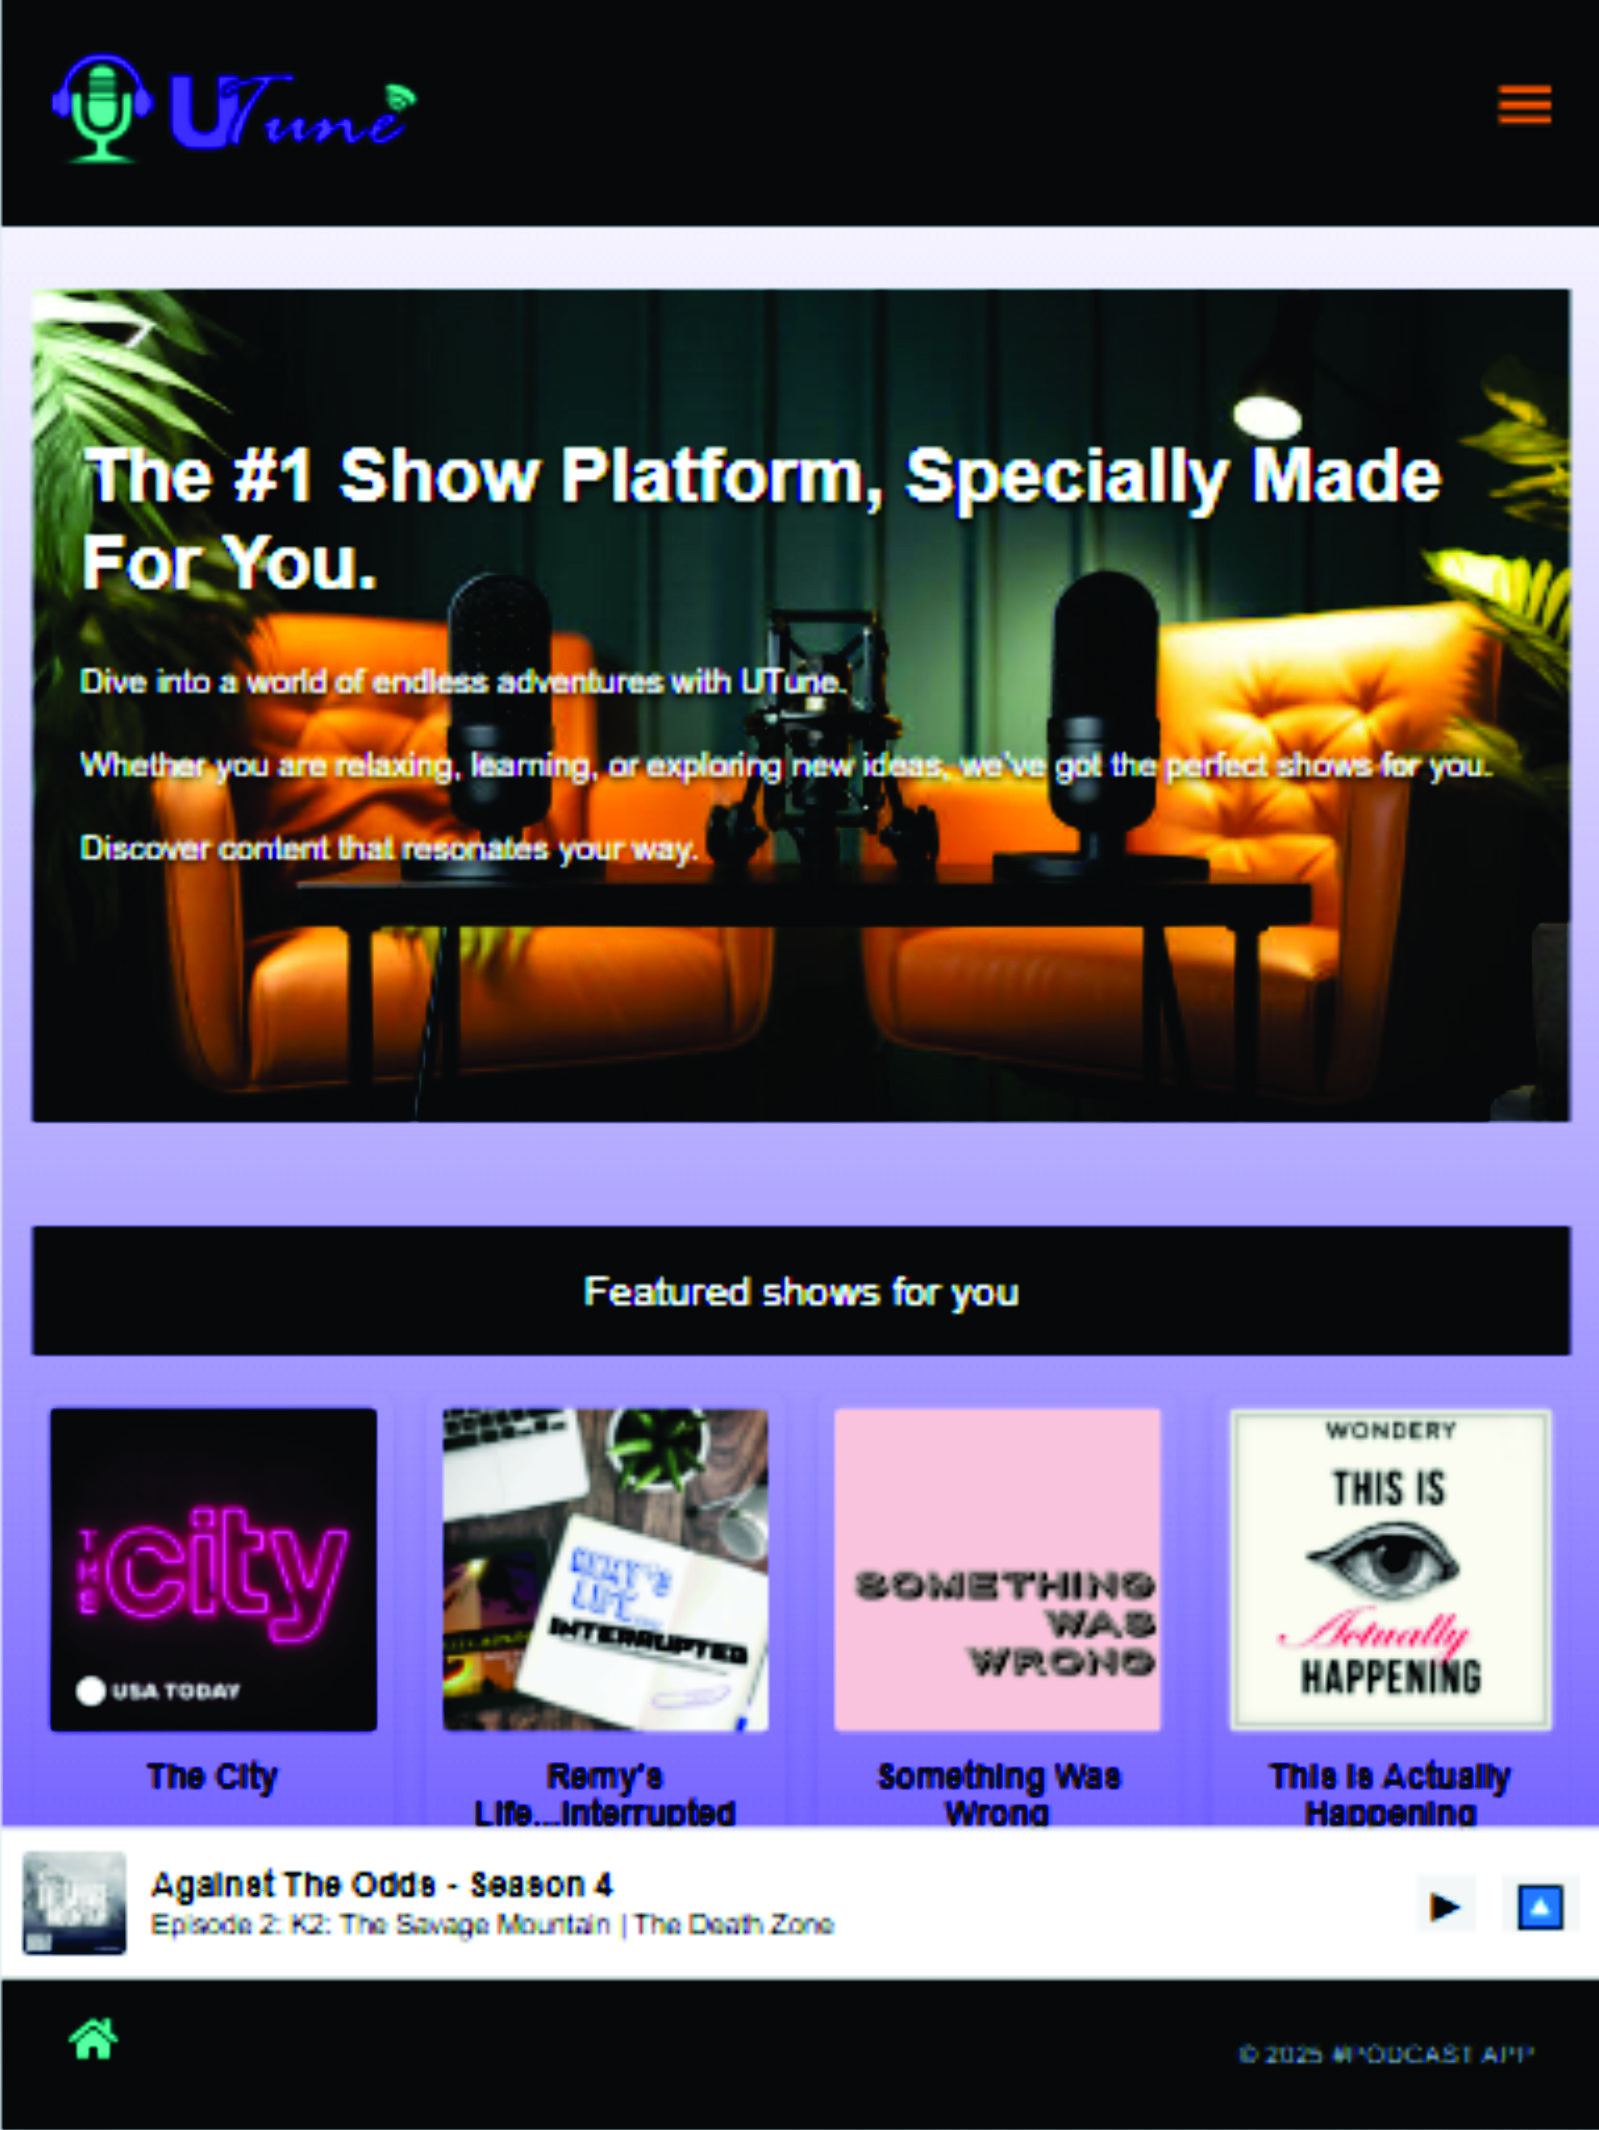 UTune
The #1 Show Platform, Specially Made
For You.
Dive into a world of endless adventures with UTune.
Whether you are relaxing, learning, or exploring new ideas, we've got the perfect shows for you.
Discover content that resonates your way.
Featured shows for you
THE city
USA TODAY
REMY'S
LIFE...
INTERRUPTED
SOMETHING
WAS
WRONG
WONDERY
THIS IS
Actually
HAPPENING
The City
Remy's
Life...Interrupted
Something Was
Wrong
This Is Actually
Happening
Against The Odds - Season 4
Episode 2: K2: The Savage Mountain | The Death Zone
© 2025 #PODCAST APP